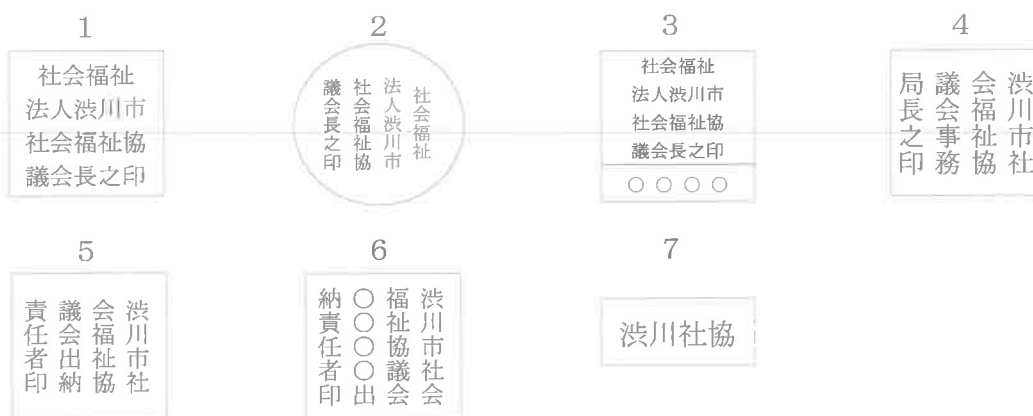 1
社会福祉
法人渋川市
社会福祉協
議会長之印
2
社会福祉
法人渋川市
社会福祉協
議会長之印
3
社会福祉
法人渋川市
社会福祉協
議会長之印
○○○○
4
渋川市社
会福祉協
議会事務
局長之印
5
渋川市社
会福祉協
議会出納
責任者印
6
渋川市社会
福祉協議会
○○○○出
納責任者印
7
渋川社協